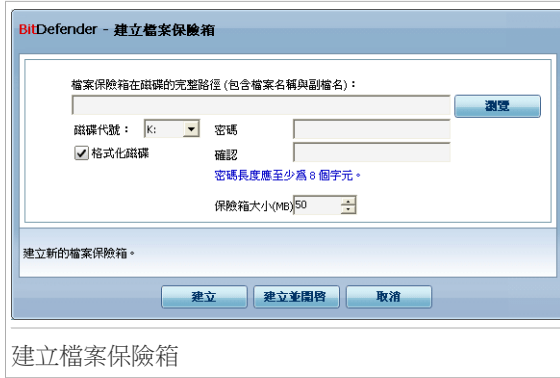 BitDefender - 建立檔案保險箱
檔案保險箱在磁碟的完整路徑 (包含檔案名稱與副檔名)：
瀏覽
磁碟代號： K: 密碼
格式化磁碟 確認
密碼長度應至少為 8 個字元。
保險箱大小(MB) 50
建立新的檔案保險箱。
建立 建立並開啓 取消
建立檔案保險箱